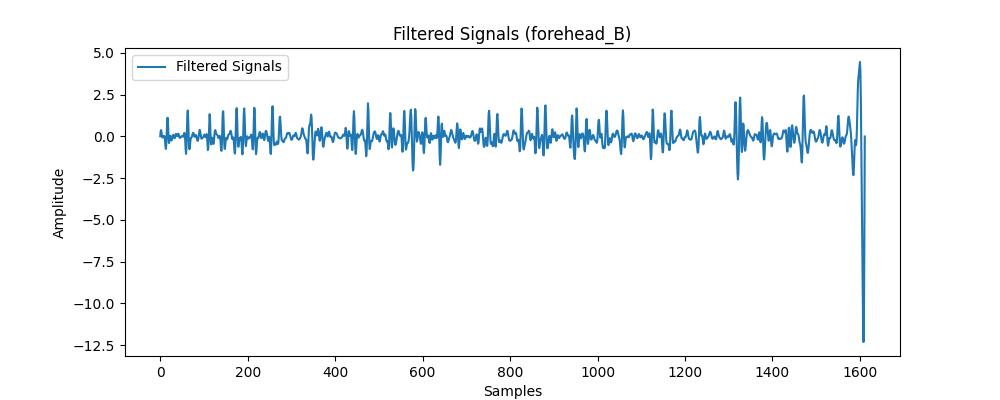 Filtered Signals (forehead_B)
Filtered Signals
5.0
2.5
0.0
−2.5
−5.0
−7.5
−10.0
−12.5
Amplitude
0 200 400 600 800 1000 1200 1400 1600
Samples